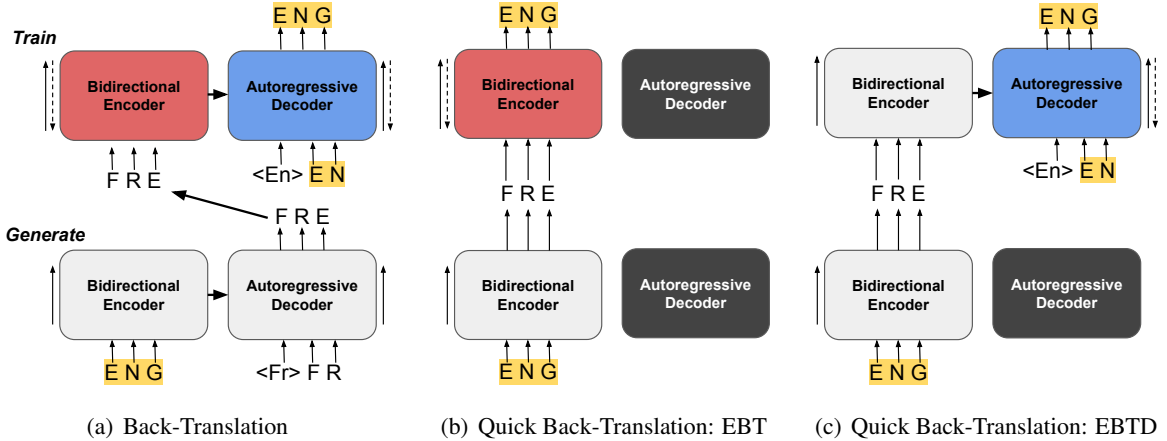 E N G
Train
Bidirectional
Encoder
Autoregressive
Decoder
F R E
<En> E N
F R E
Generate
Bidirectional
Encoder
Autoregressive
Decoder
E N G
<Fr> F R
(a) Back-Translation
E N G
Bidirectional
Encoder
Autoregressive
Decoder
F R E
Bidirectional
Encoder
Autoregressive
Decoder
E N G
(b) Quick Back-Translation: EBT
E N G
Bidirectional
Encoder
Autoregressive
Decoder
<En> E N
F R E
Bidirectional
Encoder
Autoregressive
Decoder
E N G
(c) Quick Back-Translation: EBTD